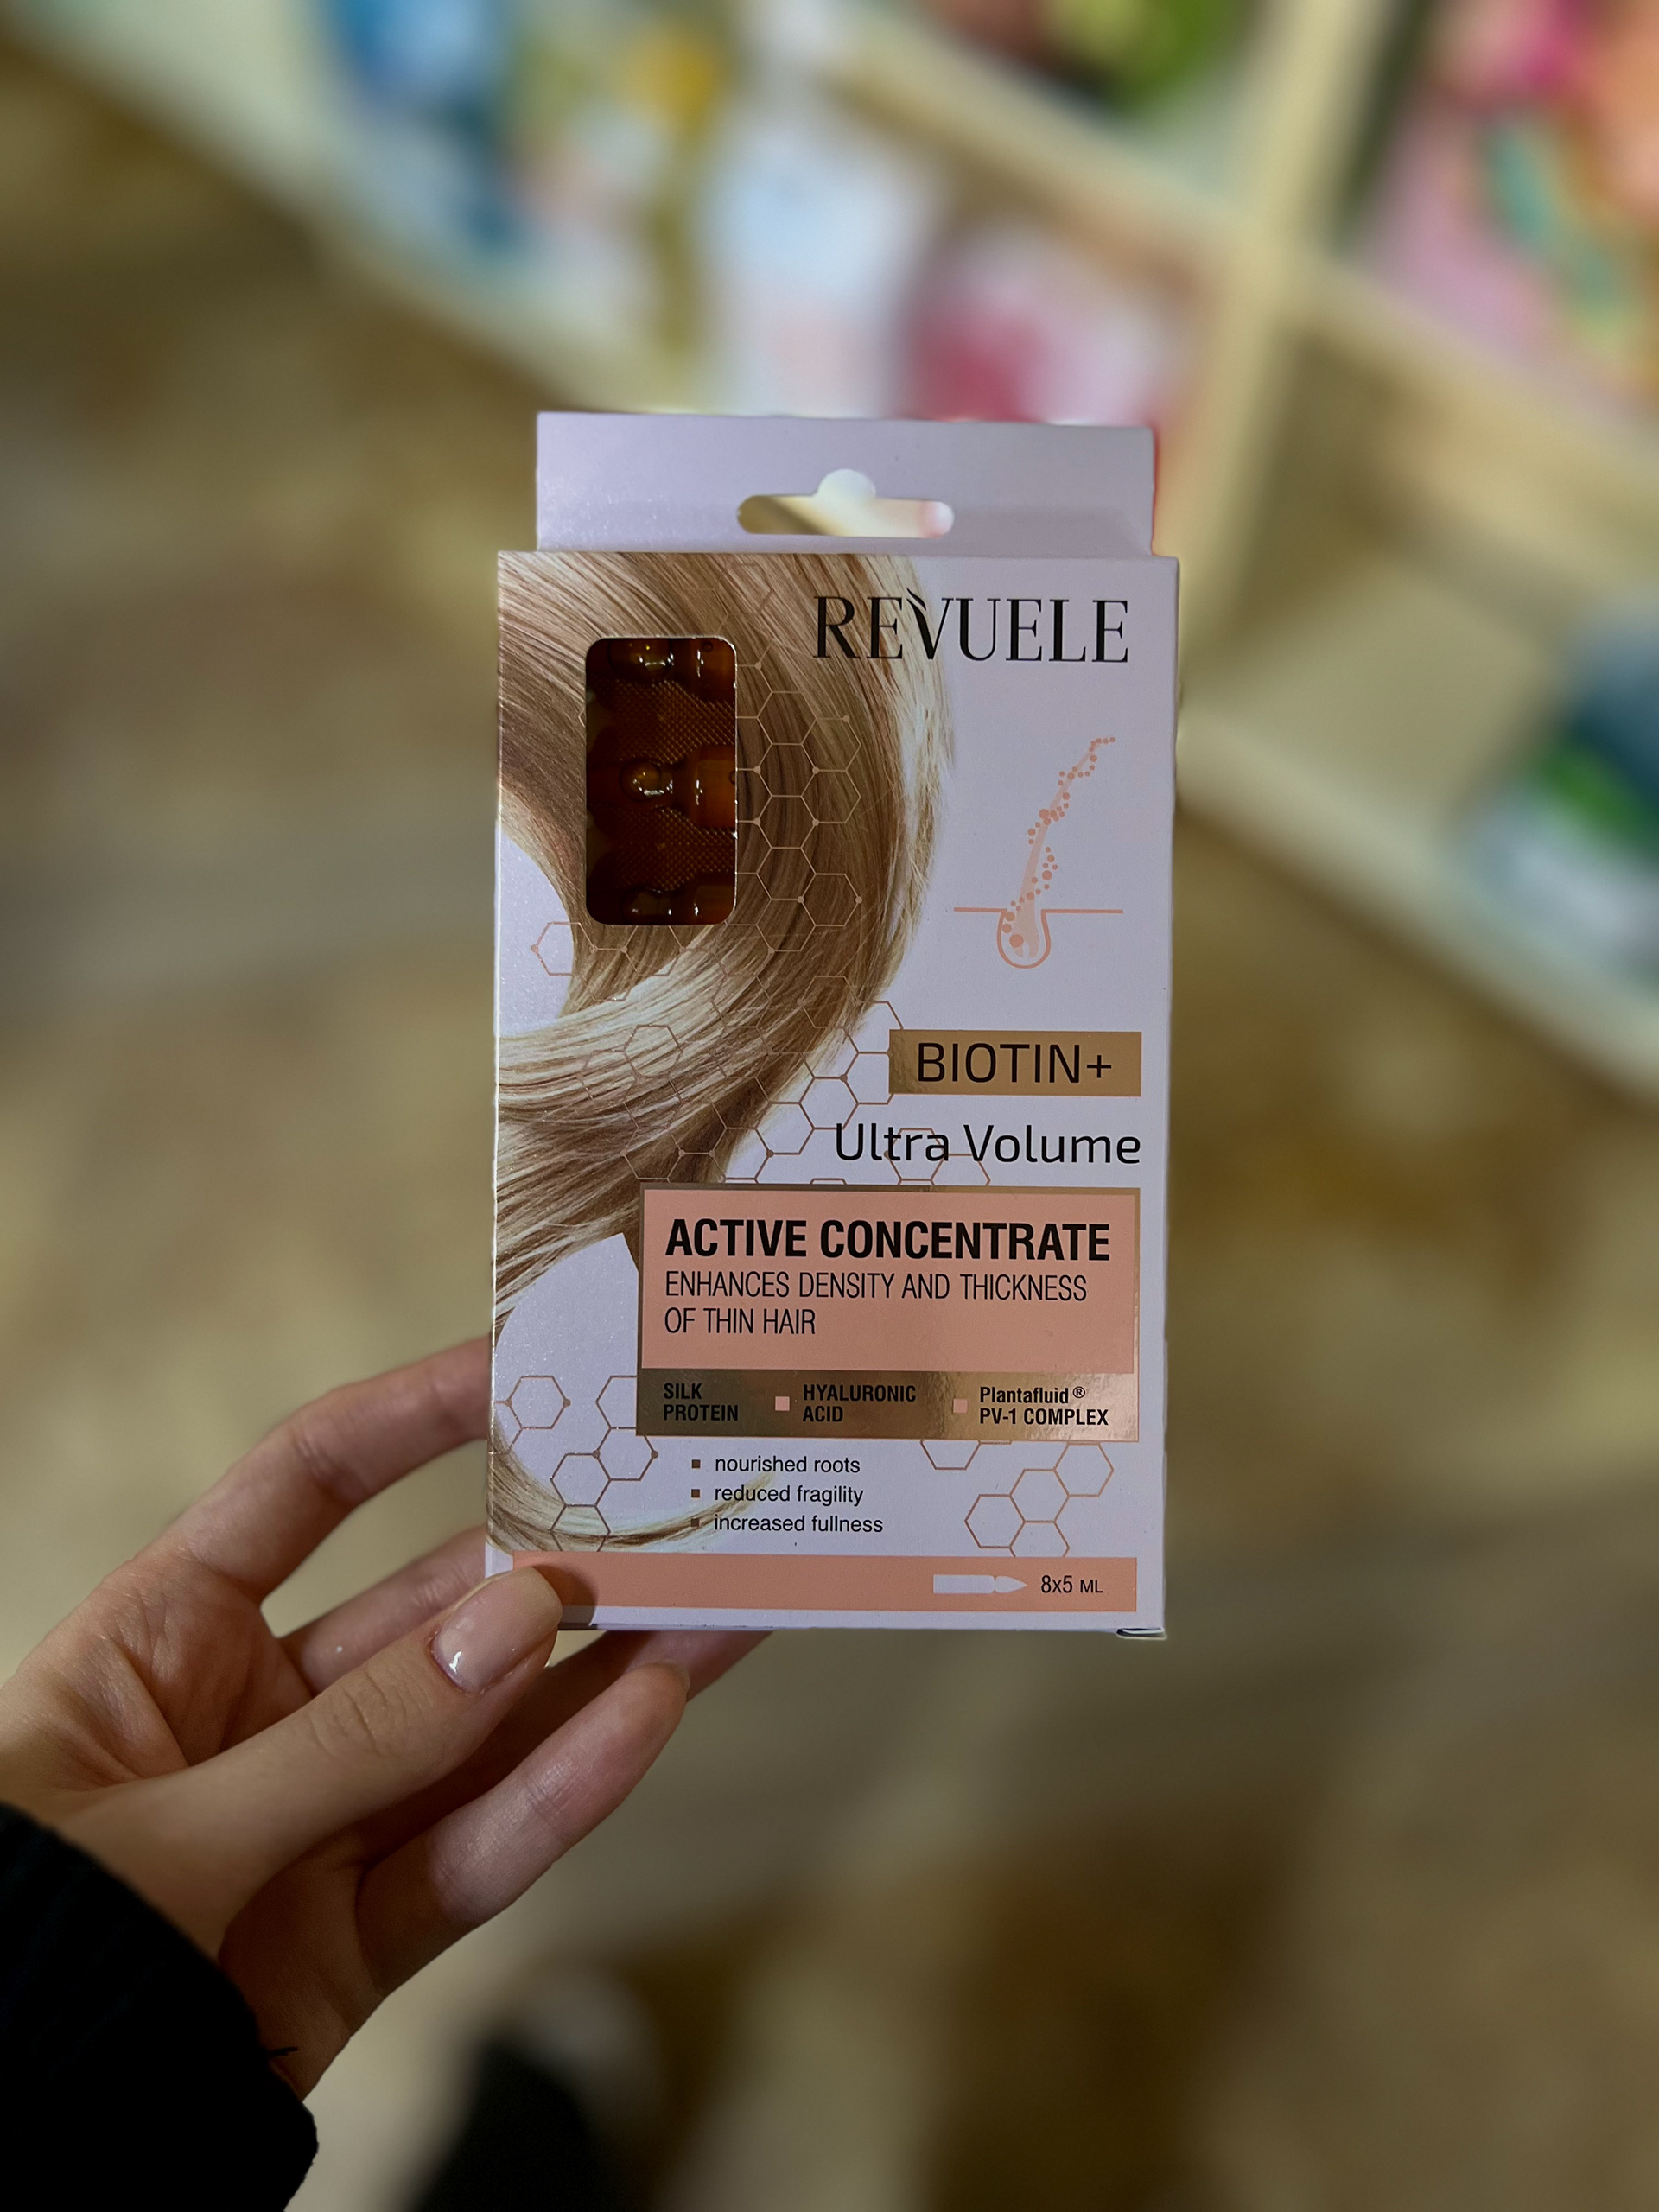 REVUELE
BIOTIN+
Ultra Volume
ACTIVE CONCENTRATE
ENHANCES DENSITY AND THICKNESS
OF THIN HAIR
SILK
PROTEIN
HYALURONIC
ACID
Plantafluid®
PV-1 COMPLEX
nourished roots
reduced fragility
increased fullness
8x5 ML